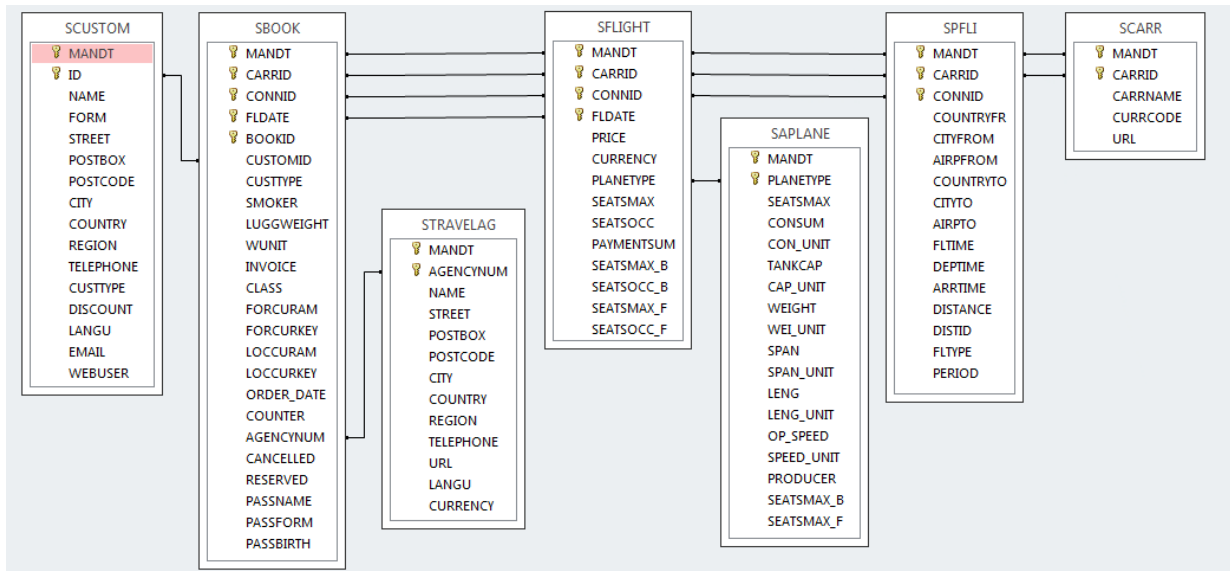 SCUSTOM
MANDT
ID
NAME
FORM
STREET
POSTBOX
POSTCODE
CITY
COUNTRY
REGION
TELEPHONE
CUSTTYPE
DISCOUNT
LANGU
EMAIL
WEBUSER
SBOOK
MANDT
CARRID
CONNID
FLDATE
BOOKID
CUSTOMID
CUSTTYPE
SMOKER
LUGGWEIGHT
WUNIT
INVOICE
CLASS
FORCURAM
FORCURKEY
LOCCURAM
LOCCURKEY
ORDER_DATE
COUNTER
AGENCYNUM
CANCELLED
RESERVED
PASSNAME
PASSFORM
PASSBIRTH
STRAVELAG
MANDT
AGENCYNUM
NAME
STREET
POSTBOX
POSTCODE
CITY
COUNTRY
REGION
TELEPHONE
URL
LANGU
CURRENCY
SFLIGHT
MANDT
CARRID
CONNID
FLDATE
PRICE
CURRENCY
PLANETYPE
SEATSMAX
SEATSOCC
PAYMENTSUM
SEATSMAX_B
SEATSOCC_B
SEATSMAX_F
SEATSOCC_F
SAPLANE
MANDT
PLANETYPE
SEATSMAX
CONSUM
CON_UNIT
TANKCAP
CAP_UNIT
WEIGHT
WEI_UNIT
SPAN
SPAN_UNIT
LENG
LENG_UNIT
OP_SPEED
SPEED_UNIT
PRODUCER
SEATSMAX_B
SEATSMAX_F
SPFLI
MANDT
CARRID
CONNID
COUNTRYFR
CITYFROM
AIRPFROM
COUNTRYTO
CITYTO
AIRPTO
FLTIME
DEPTIME
ARRTIME
DISTANCE
DISTID
FLTYPE
PERIOD
SCARR
MANDT
CARRID
CARRNAME
CURRCODE
URL